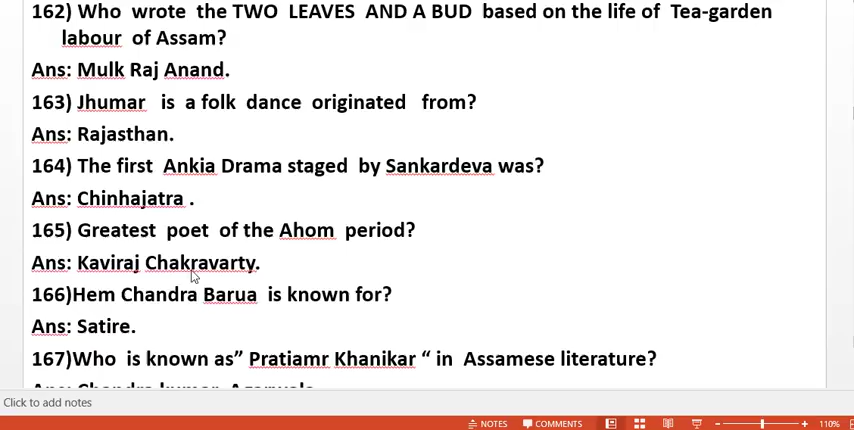 162) Who wrote the TWO LEAVES AND A BUD based on the life of Tea-garden
labour of Assam?
Ans: Mulk Raj Anand.
163) Jhumar is a folk dance originated from?
Ans: Rajasthan.
164) The first Ankia Drama staged by Sankardeva was?
Ans: Chinhajatra .
165) Greatest poet of the Ahom period?
Ans: Kaviraj Chakravarty.
166)Hem Chandra Barua is known for?
Ans: Satire.
167)Who is known as” Pratiamr Khanikar “ in Assamese literature?
Ans: Chandra kumar Agarwala
Click to add notes
NOTES COMMENTS 110%